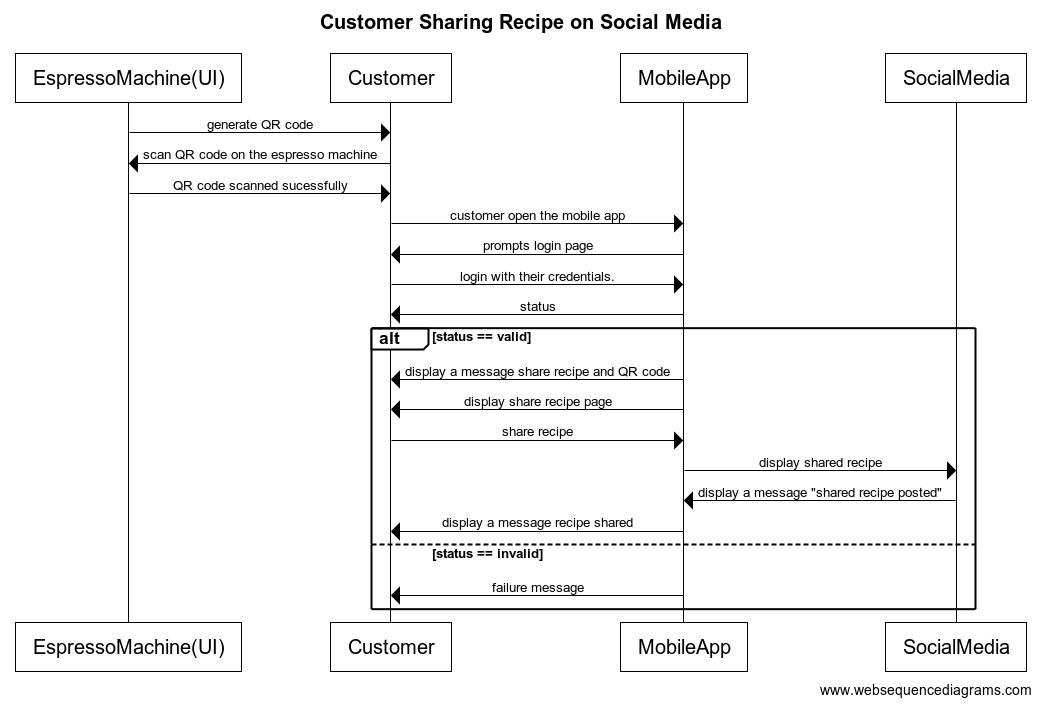 Customer Sharing Recipe on Social Media
EspressoMachine(UI) Customer MobileApp SocialMedia
generate QR code
scan QR code on the espresso machine
QR code scanned sucessfully
customer open the mobile app
prompts login page
login with their credentials.
status
alt [status == valid]
display a message share recipe and QR code
display share recipe page
share recipe
display shared recipe
display a message "shared recipe posted"
display a message recipe shared
[status == invalid]
failure message
EspressoMachine(UI) Customer MobileApp SocialMedia
www.websequencediagrams.com